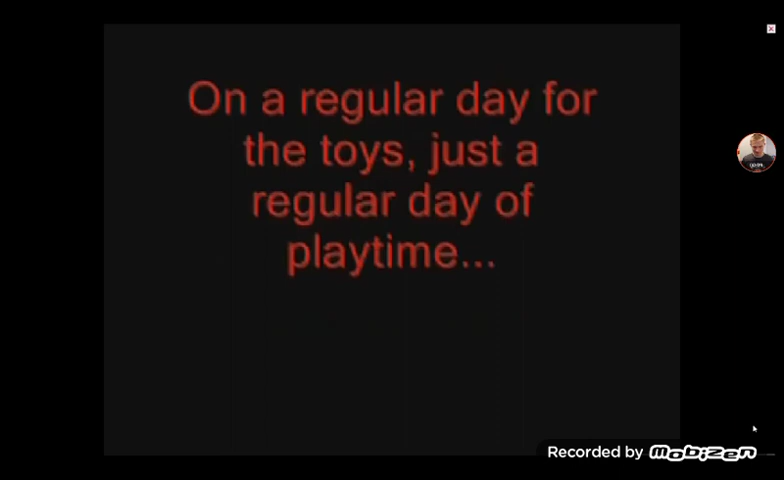 On a regular day for
the toys, just a
regular day of
playtime...
Recorded by mobizen